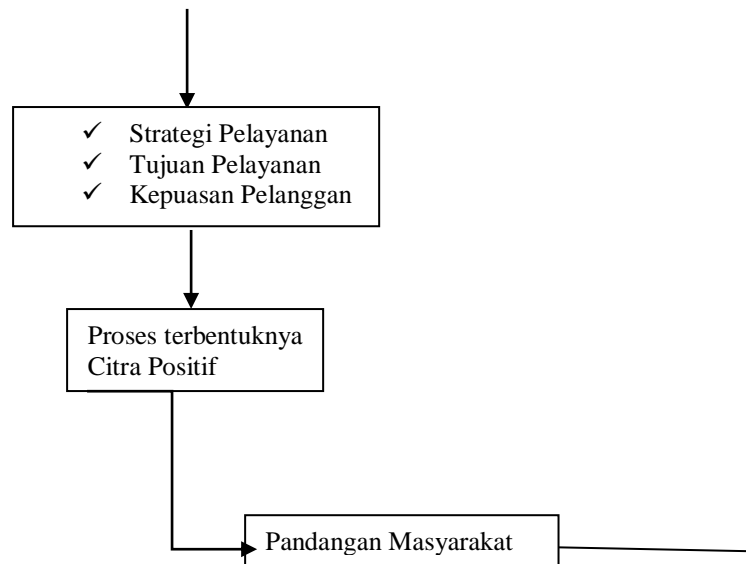 ✓ Strategi Pelayanan
✓ Tujuan Pelayanan
✓ Kepuasan Pelanggan
Proses terbentuknya
Citra Positif
Pandangan Masyarakat